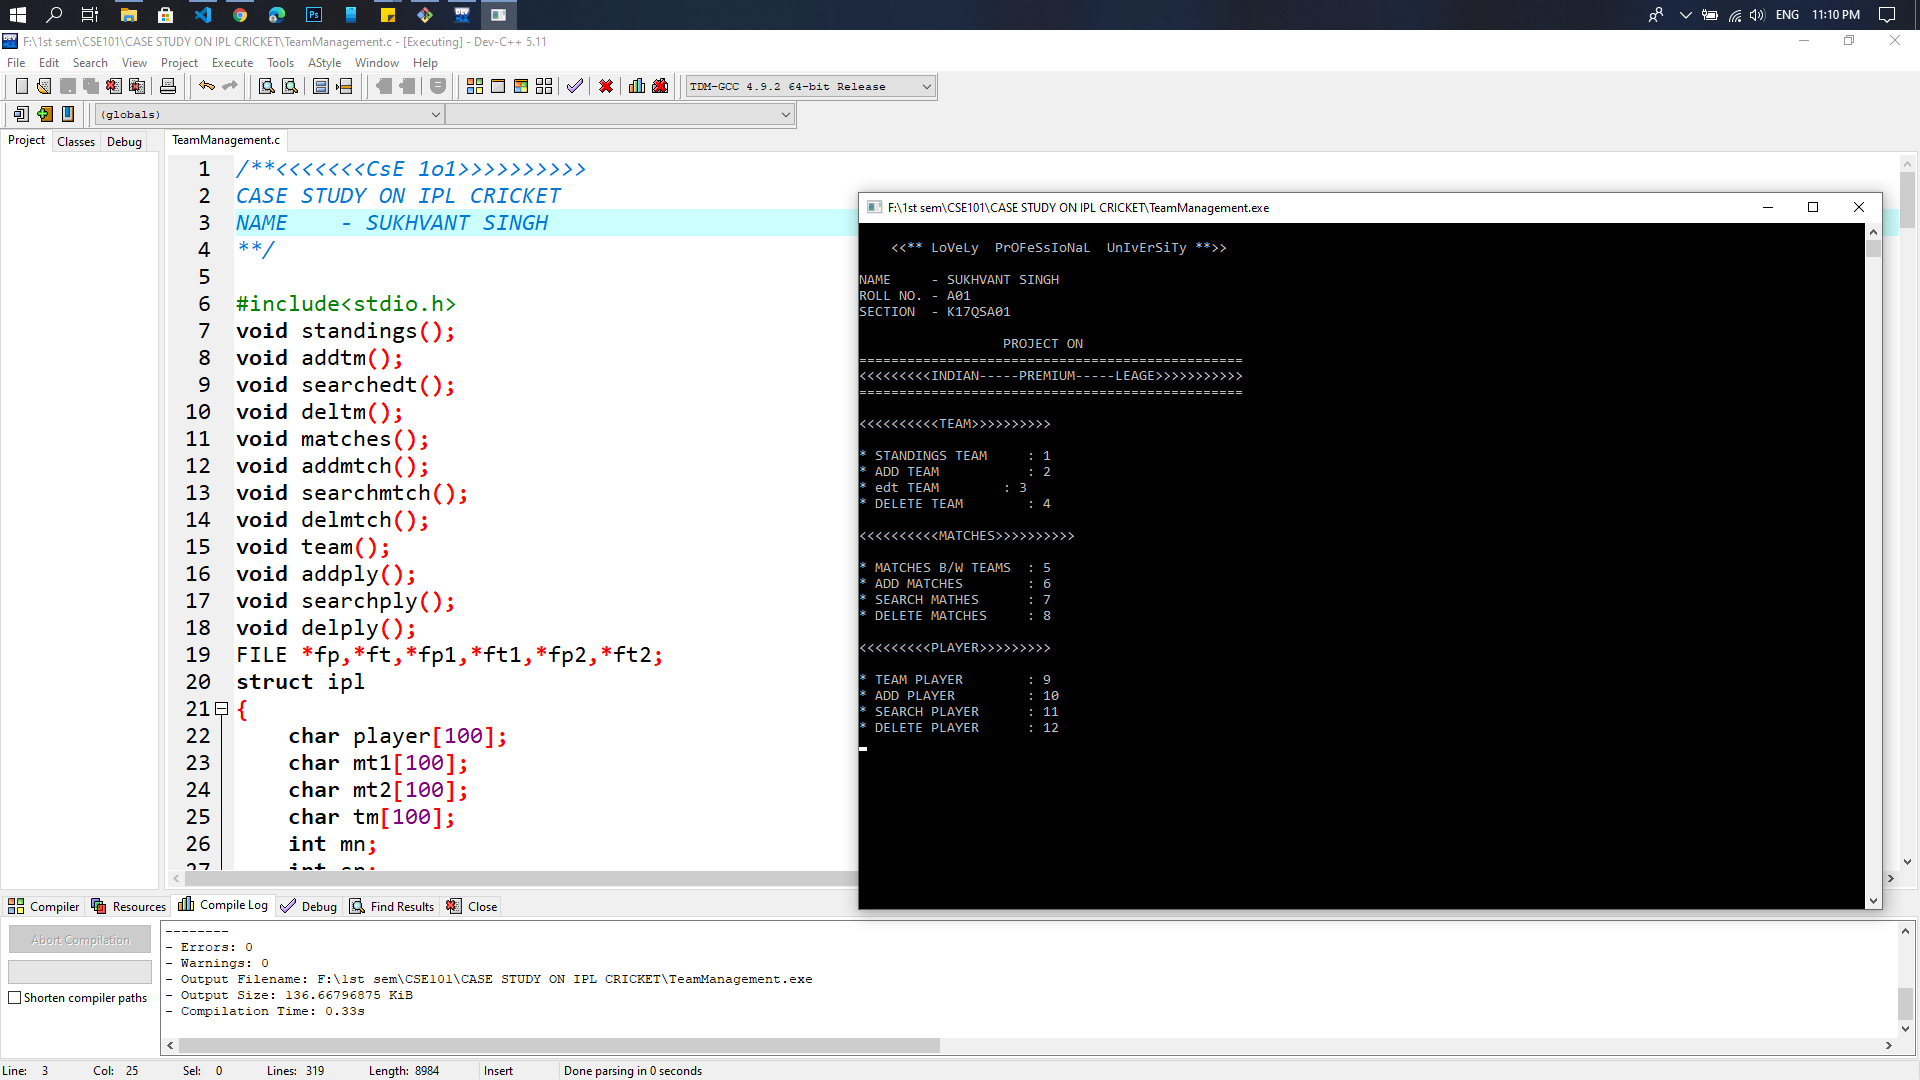 ENG 11:10 PM
F:\1st sem\CSE101\CASE STUDY ON IPL CRICKET\TeamManagement.c - [Executing] - Dev-C++ 5.11
File Edit Search View Project Execute Tools AStyle Window Help
TDM-GCC 4.9.2 64-bit Release
(globals)
Project Classes Debug
TeamManagement.c
1 /**<<<<<<<CsE 1o1>>>>>>>>>>
2 CASE STUDY ON IPL CRICKET
3 NAME    - SUKHVANT SINGH
4 **/
5
6 #include<stdio.h>
7 void standings();
8 void addtm();
9 void searchedt();
10 void deltm();
11 void matches();
12 void addmtch();
13 void searchmtch();
14 void delmtch();
15 void team();
16 void addply();
17 void searchply();
18 void delply();
19 FILE *fp,*ft,*fp1,*ft1,*fp2,*ft2;
20 struct ipl
21 {
22 char player[100];
23 char mt1[100];
24 char mt2[100];
25 char tm[100];
26 int mn;
27 int
F:\1st sem\CSE101\CASE STUDY ON IPL CRICKET\TeamManagement.exe
<<** LoVeLy  PrOFeSsIoNaL  UnIvErSiTy **>>
NAME     - SUKHVANT SINGH
ROLL NO. - A01
SECTION  - K17QSA01
PROJECT ON
================================================
<<<<<<<<<INDIAN-----PREMIUM-----LEAGE>>>>>>>>>>>
================================================
<<<<<<<<<<TEAM>>>>>>>>>>
* STANDINGS TEAM     : 1
* ADD TEAM           : 2
* edt TEAM        : 3
* DELETE TEAM        : 4
<<<<<<<<<<MATCHES>>>>>>>>>>
* MATCHES B/W TEAMS  : 5
* ADD MATCHES        : 6
* SEARCH MATHES      : 7
* DELETE MATCHES     : 8
<<<<<<<<<PLAYER>>>>>>>>>
* TEAM PLAYER        : 9
* ADD PLAYER         : 10
* SEARCH PLAYER      : 11
* DELETE PLAYER      : 12
Compiler Resources Compile Log Debug Find Results Close
Abort Compilation
Shorten compiler paths
--------
- Errors: 0
- Warnings: 0
- Output Filename: F:\1st sem\CSE101\CASE STUDY ON IPL CRICKET\TeamManagement.exe
- Output Size: 136.66796875 KiB
- Compilation Time: 0.33s
Line: 3 Col: 25 Sel: 0 Lines: 319 Length: 8984 Insert Done parsing in 0 seconds